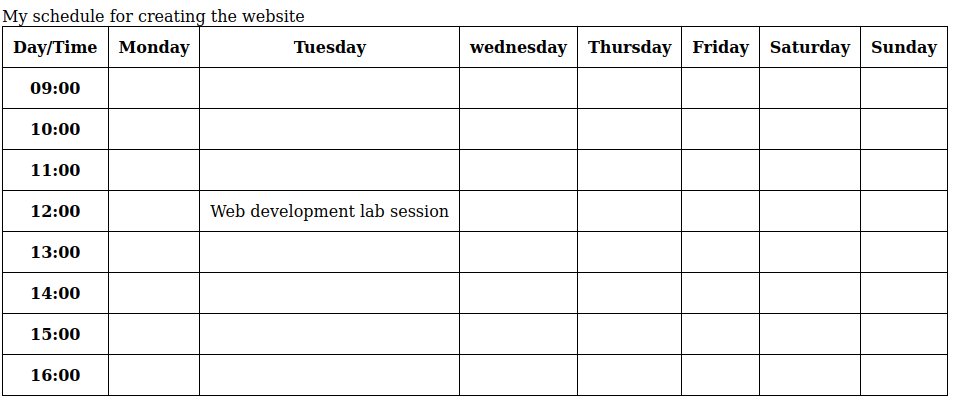 My schedule for creating the website
Day/Time Monday Tuesday wednesday Thursday Friday Saturday Sunday
09:00
10:00
11:00
12:00 Web development lab session
13:00
14:00
15:00
16:00